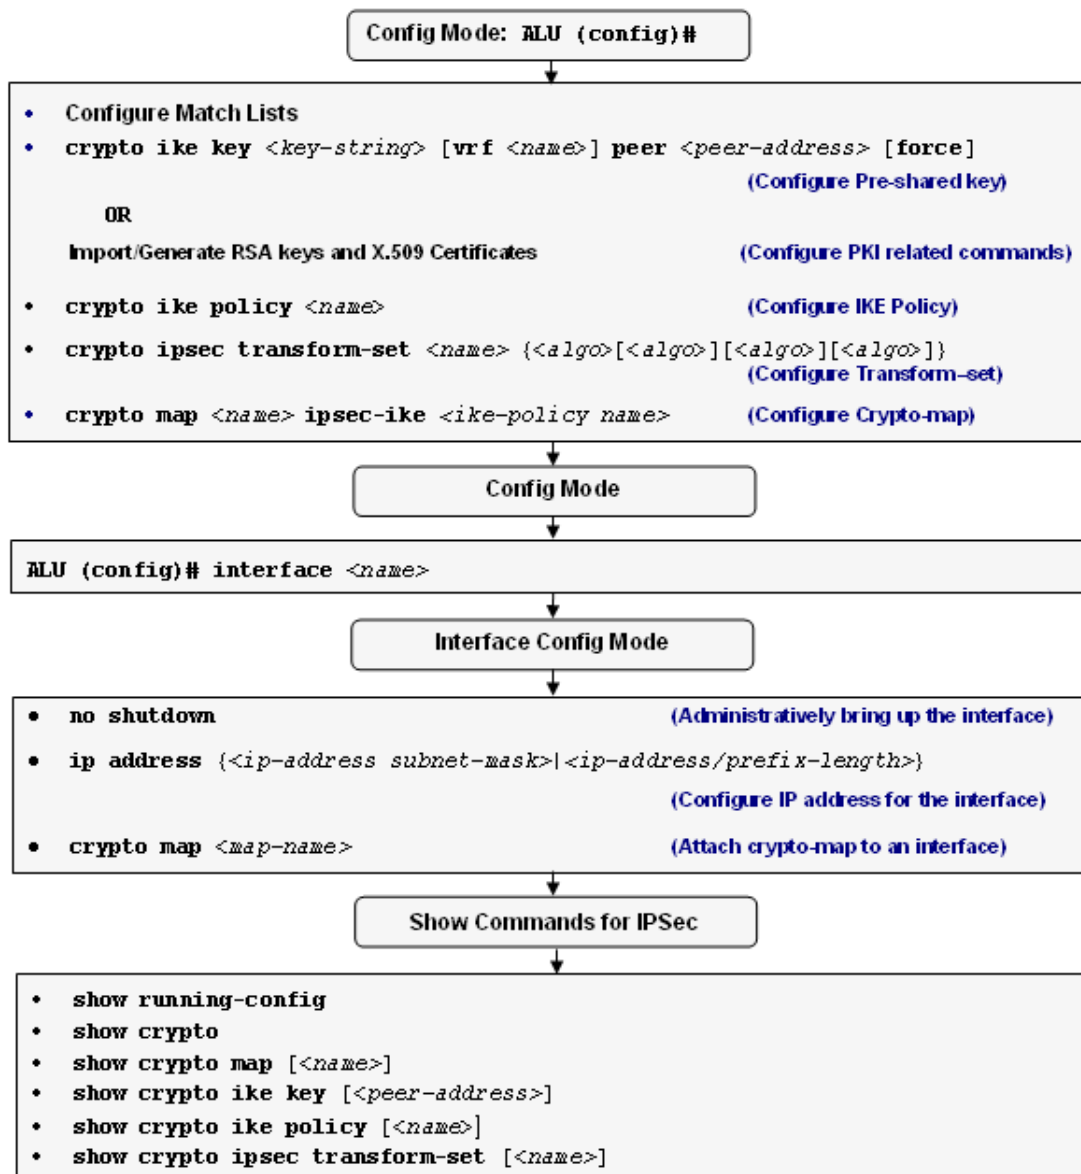 Config Mode: ALU (config)#
• Configure Match Lists
• crypto ike key <key-string> [vrf <name>] peer <peer-address> [force]
(Configure Pre-shared key)
OR
Import/Generate RSA keys and X.509 Certificates (Configure PKI related commands)
• crypto ike policy <name> (Configure IKE Policy)
• crypto ipsec transform-set <name> {<algo>[<algo>][<algo>][<algo>]}
(Configure Transform-set)
• crypto map <name> ipsec-ike <ike-policy name> (Configure Crypto-map)
Config Mode
ALU (config)# interface <name>
Interface Config Mode
• no shutdown (Administratively bring up the interface)
• ip address {<ip-address subnet-mask>|<ip-address/prefix-length>}
(Configure IP address for the interface)
• crypto map <map-name> (Attach crypto-map to an interface)
Show Commands for IPSec
• show running-config
• show crypto
• show crypto map [<name>]
• show crypto ike key [<peer-address>]
• show crypto ike policy [<name>]
• show crypto ipsec transform-set [<name>]